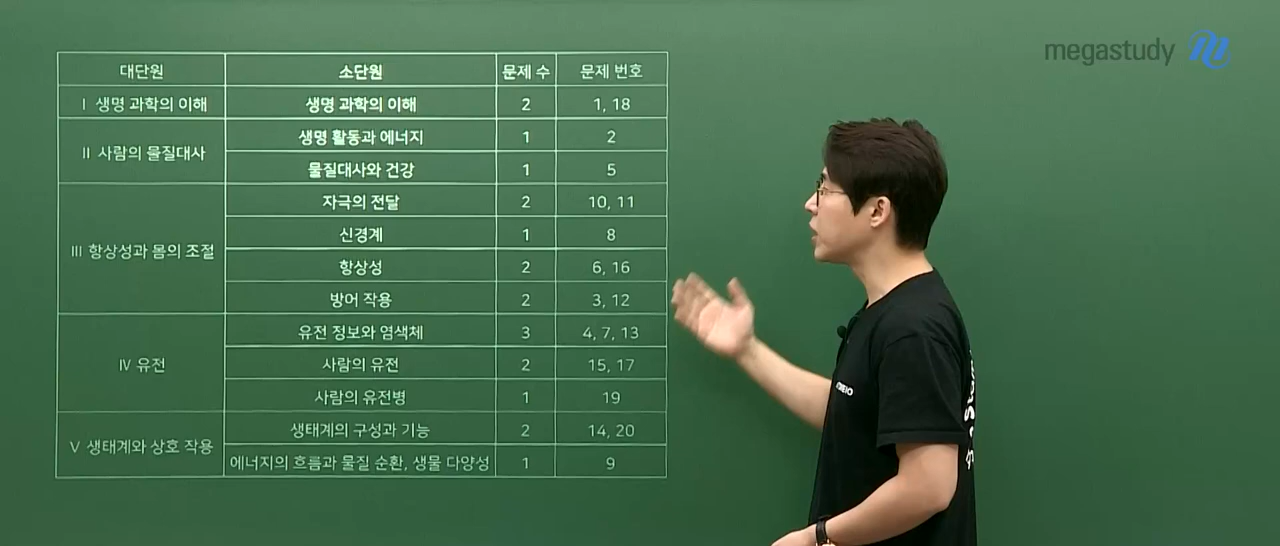 megastudy
대단원 소단원 문제 수 문제 번호
Ⅰ 생명 과학의 이해 생명 과학의 이해 2 1, 18
Ⅱ 사람의 물질대사 생명 활동과 에너지 1 2
물질대사와 건강 1 5
Ⅲ 항상성과 몸의 조절 자극의 전달 2 10, 11
신경계 1 8
항상성 2 6, 16
방어 작용 2 3, 12
Ⅳ 유전 유전 정보와 염색체 3 4, 7, 13
사람의 유전 2 15, 17
사람의 유전병 1 19
Ⅴ 생태계와 상호 작용 생태계의 구성과 기능 2 14, 20
에너지의 흐름과 물질 순환, 생물 다양성 1 9